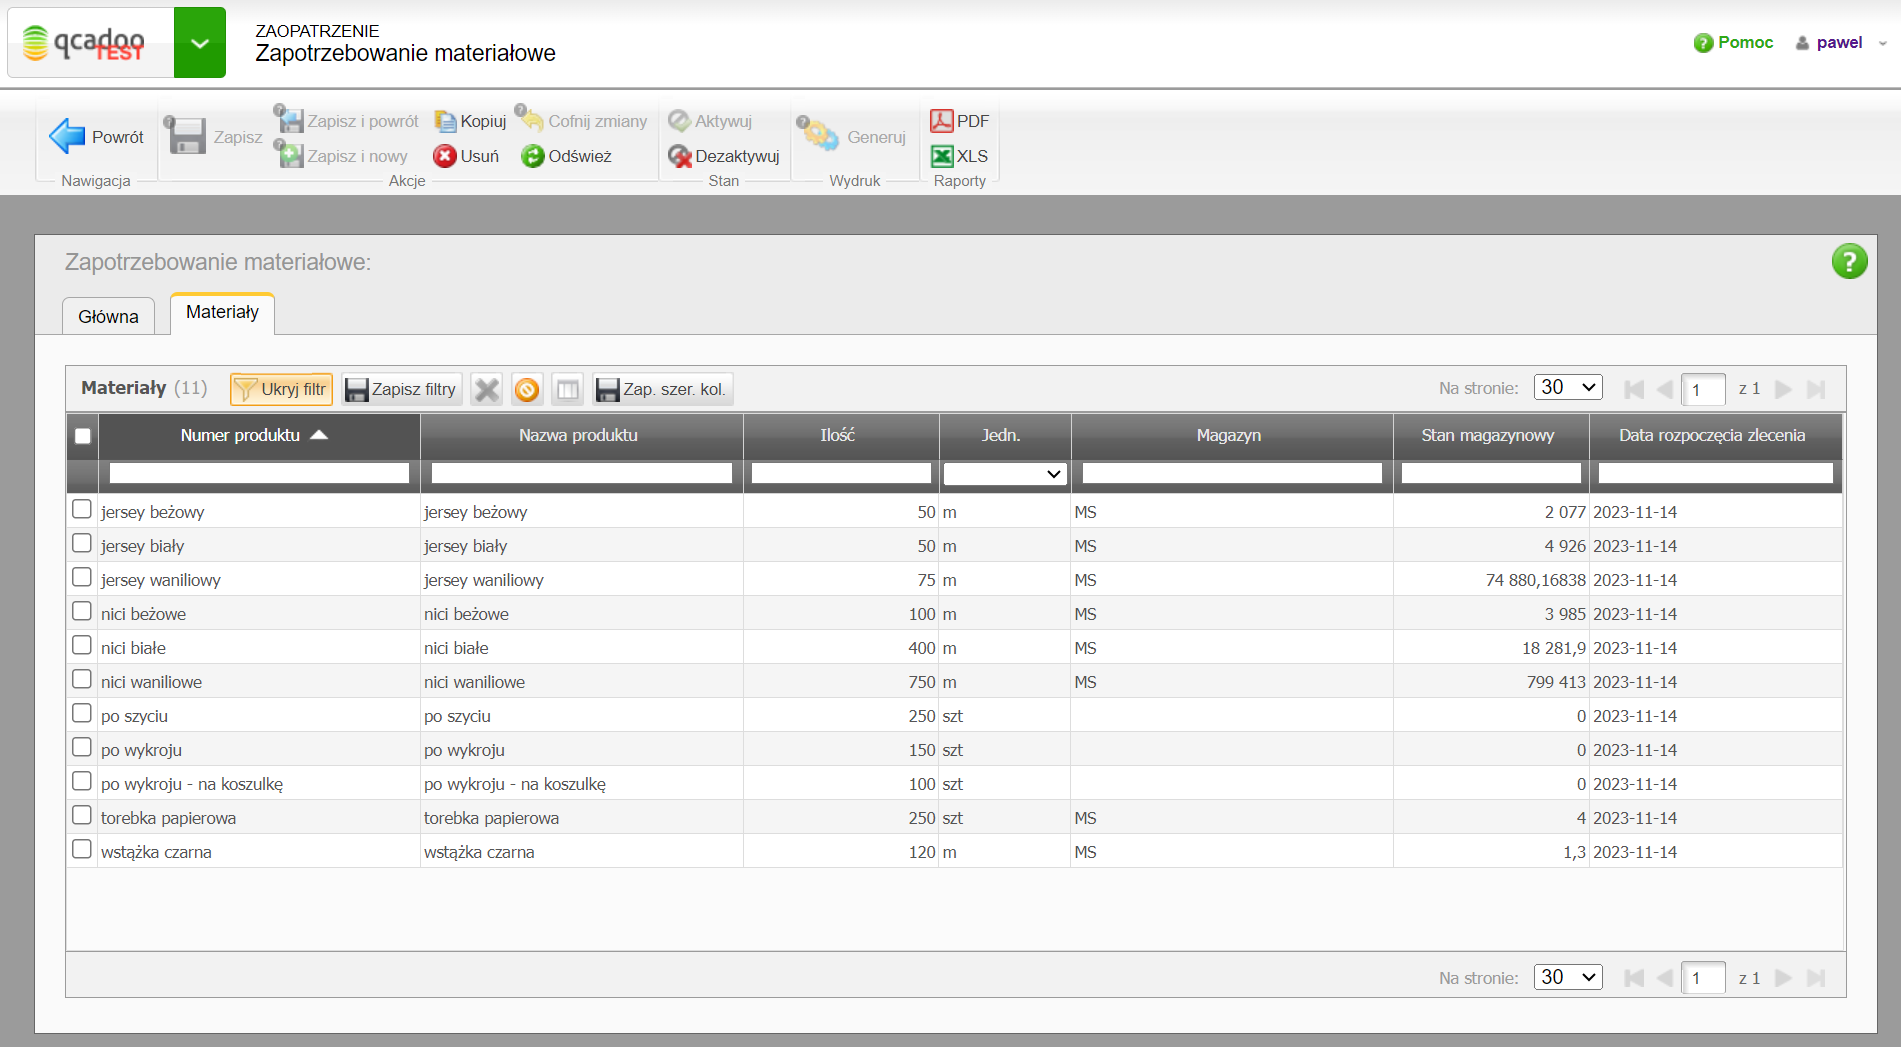 qcadoo TEST
ZAOPATRZENIE
Zapotrzebowanie materiałowe
Pomoc pawel
Powrót
Nawigacja
Zapisz
Zapisz i powrót
Kopiuj
Cofnij zmiany
Zapisz i nowy
Usuń
Odśwież
Akcje
Aktywuj
Dezaktywuj
Stan
Generuj
Wydruk
PDF
XLS
Raporty
Zapotrzebowanie materiałowe:
Główna Materiały
Materiały (11) Ukryj filtr Zapisz filtry Zap. szer. kol. Na stronie: 30 1 z 1
Numer produktu Nazwa produktu Ilość Jedn. Magazyn Stan magazynowy Data rozpoczęcia zlecenia
jersey beżowy jersey beżowy 50 m MS 2 077 2023-11-14
jersey biały jersey biały 50 m MS 4 926 2023-11-14
jersey waniliowy jersey waniliowy 75 m MS 74 880,16838 2023-11-14
nici beżowe nici beżowe 100 m MS 3 985 2023-11-14
nici białe nici białe 400 m MS 18 281,9 2023-11-14
nici waniliowe nici waniliowe 750 m MS 799 413 2023-11-14
po szyciu po szyciu 250 szt 0 2023-11-14
po wykroju po wykroju 150 szt 0 2023-11-14
po wykroju - na koszulkę po wykroju - na koszulkę 100 szt 0 2023-11-14
torebka papierowa torebka papierowa 250 szt MS 4 2023-11-14
wstążka czarna wstążka czarna 120 m MS 1,3 2023-11-14
Na stronie: 30 1 z 1